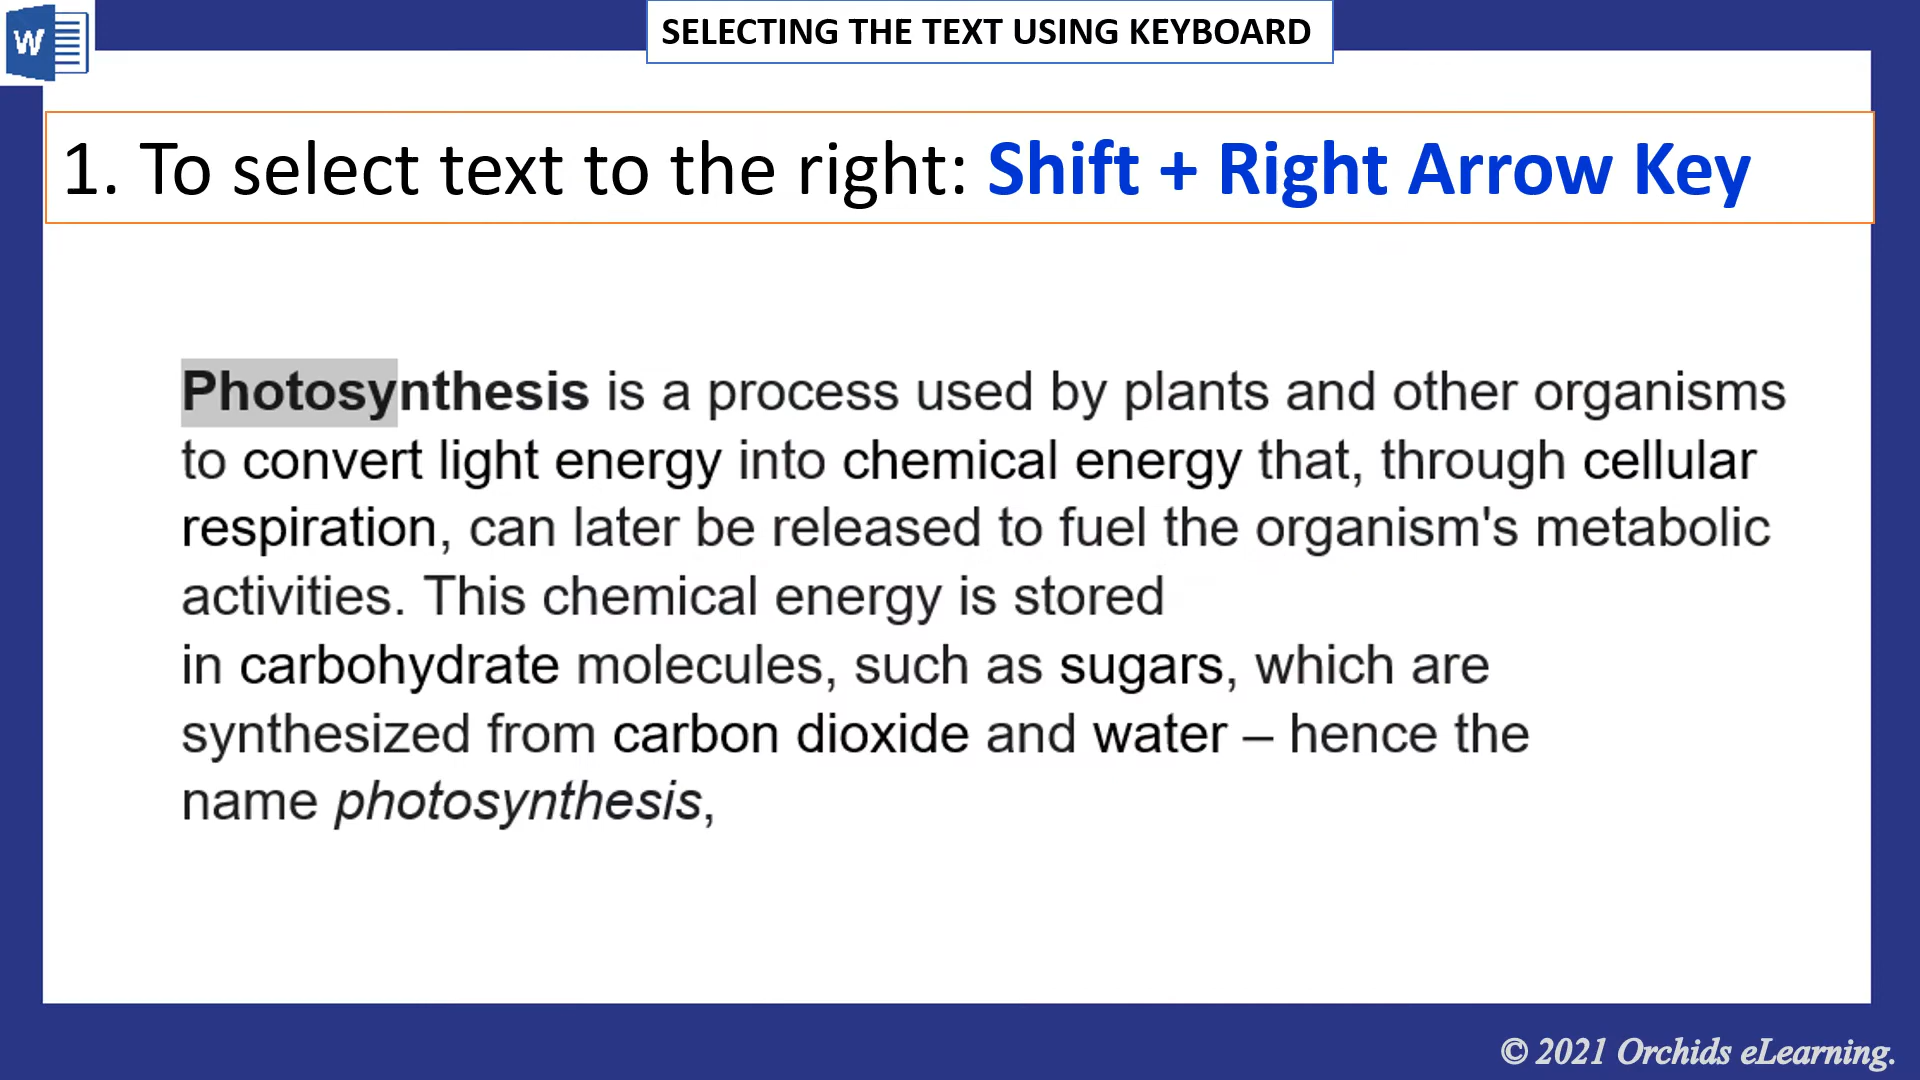 W
SELECTING THE TEXT USING KEYBOARD
1. To select text to the right: Shift + Right Arrow Key
Photosynthesis is a process used by plants and other organisms
to convert light energy into chemical energy that, through cellular
respiration, can later be released to fuel the organism's metabolic
activities. This chemical energy is stored
in carbohydrate molecules, such as sugars, which are
synthesized from carbon dioxide and water – hence the
name photosynthesis,
© 2021 Orchids eLearning.